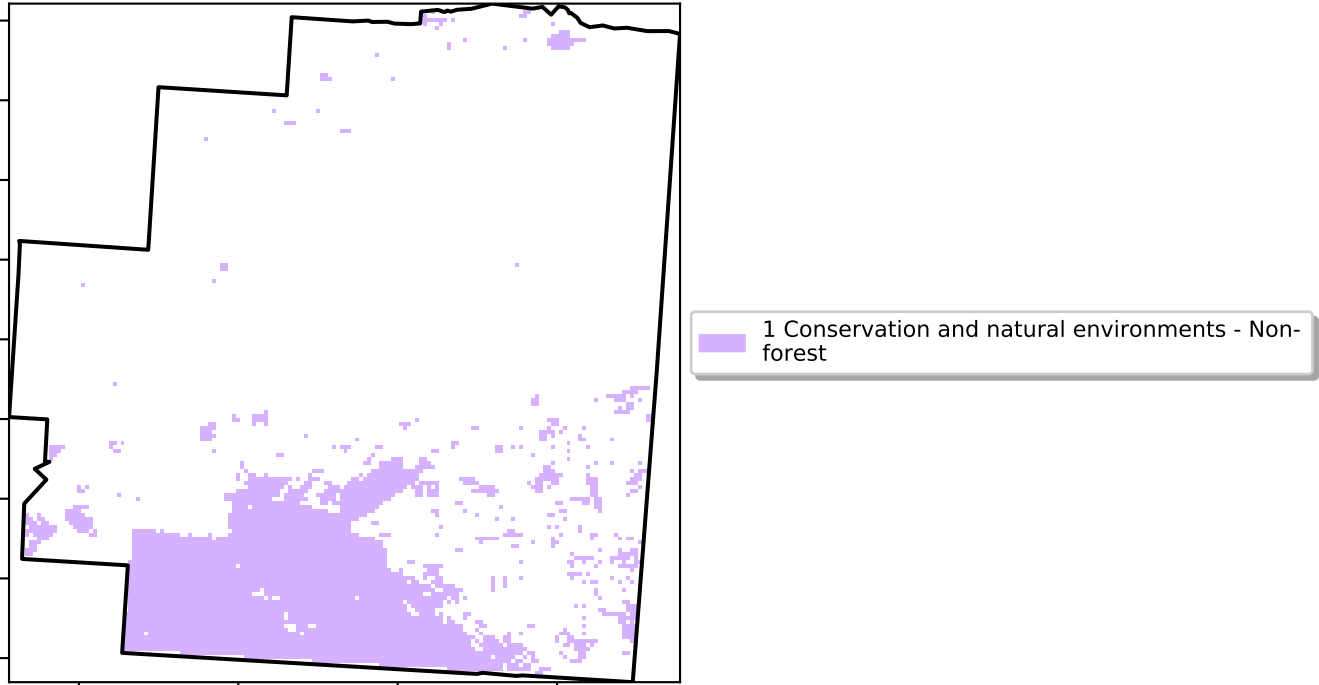 1 Conservation and natural environments - Non-
forest